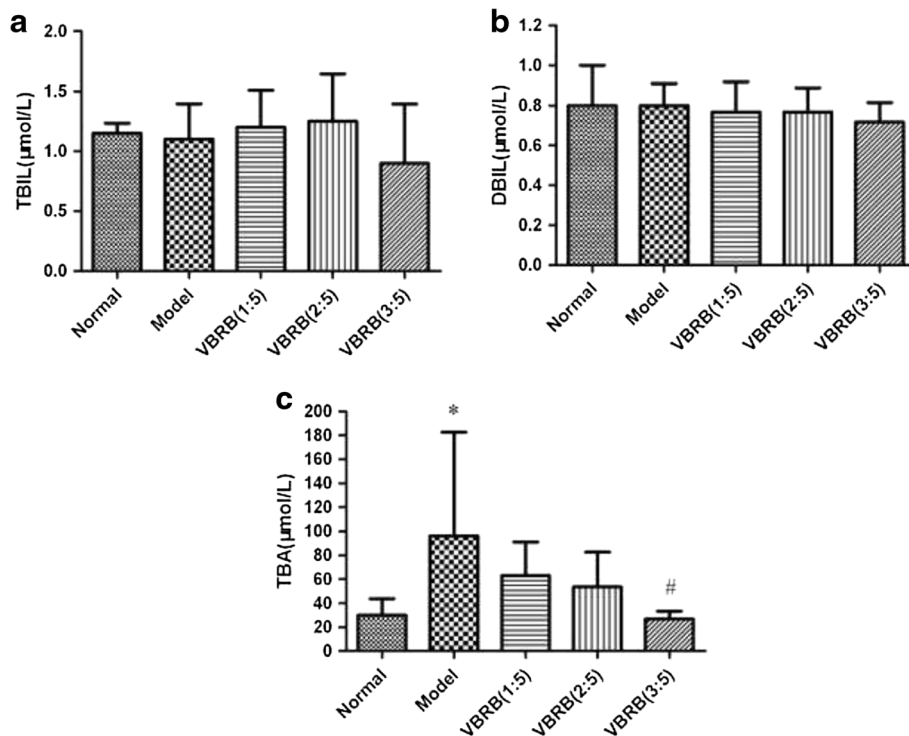 a
TBIL(μmol/L)
2.0
1.5
1.0
0.5
0.0
Normal
Model
VBRB(1:5)
VBRB(2:5)
VBRB(3:5)
b
DBIL(μmol/L)
1.2
1.0
0.8
0.6
0.4
0.2
0.0
Normal
Model
VBRB(1:5)
VBRB(2:5)
VBRB(3:5)
c
TBA(μmol/L)
200
180
160
140
120
100
80
60
40
20
0
*
#
Normal
Model
VBRB(1:5)
VBRB(2:5)
VBRB(3:5)